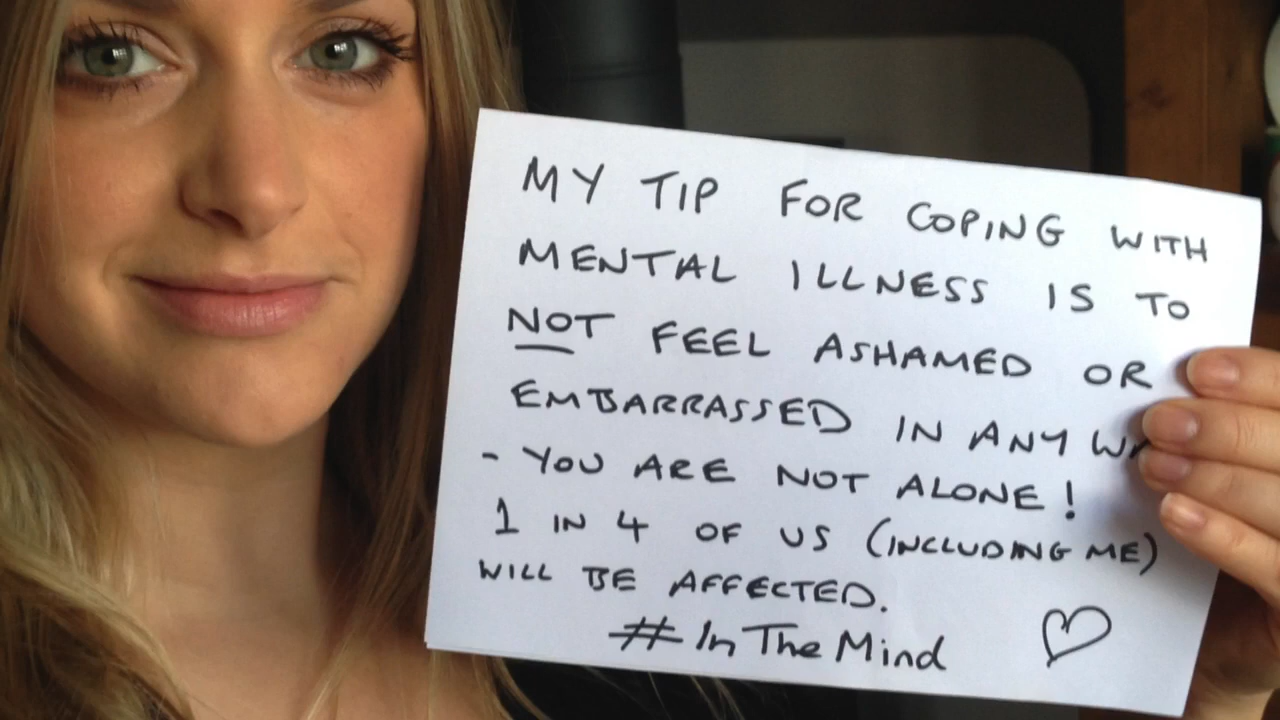 MY TIP FOR COPING WITH
MENTAL ILLNESS IS TO
NOT FEEL ASHAMED OR
EMBARRASSED IN ANY
- YOU ARE NOT ALONE!
1 IN 4 OF US (INCLUDING ME)
WILL BE AFFECTED.
#InTheMind